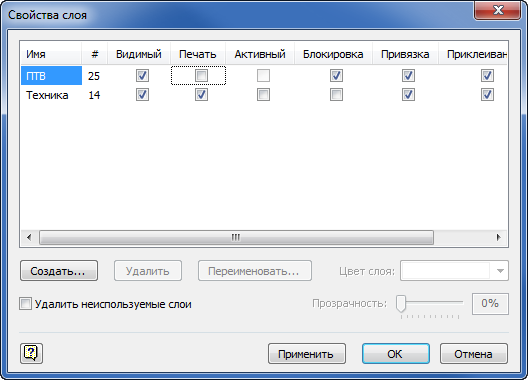 Свойства слоя
Имя # Видимый Печать Активный Блокировка Привязка Приклеиван
ПТВ 25
Техника 14
Создать... Удалить Переименовать... Цвет слоя:
Удалить неиспользуемые слои Прозрачность: 0%
? Применить ОК Отмена